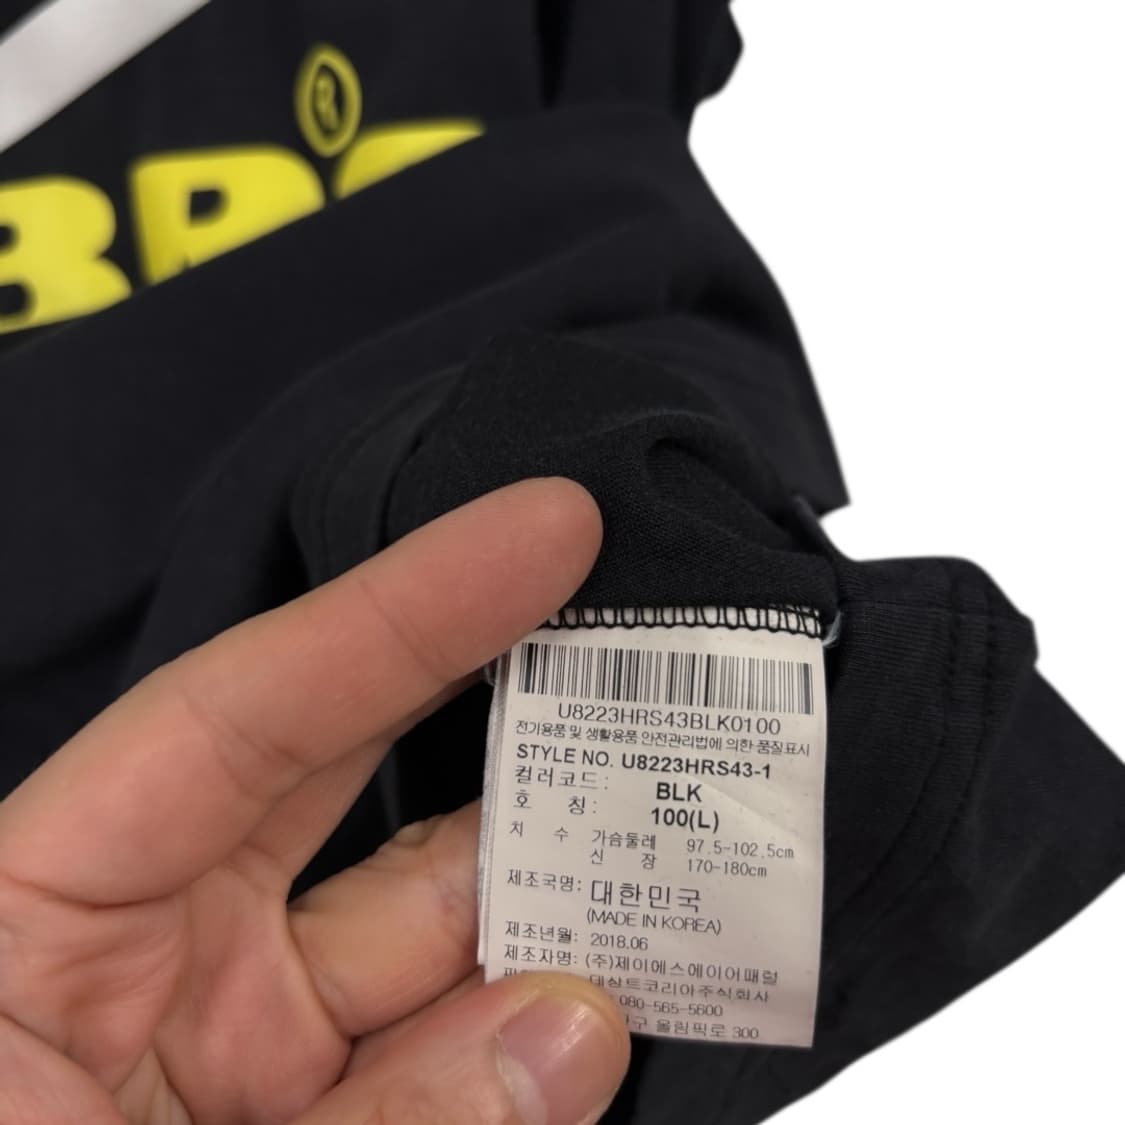 ®
BRO
U8223HRS43BLK0100
전기용품 및 생활용품 안전관리법에 의한 품질표시
STYLE NO. U8223HRS43-1
컬러코드: BLK
호 칭: 100(L)
치 수 가슴둘레 97.5-102.5cm
신 장 170-180cm
제조국명: 대한민국
(MADE IN KOREA)
제조년월: 2018.06
제조자명: (주)제이에스에이어패럴
데상트코리아주식회사
080-565-5600
올림픽로 300